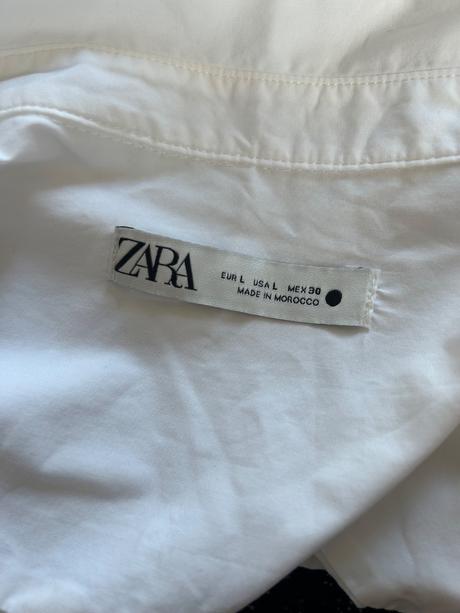 ZARA
EUR L USA L MEX 30
MADE IN MOROCCO